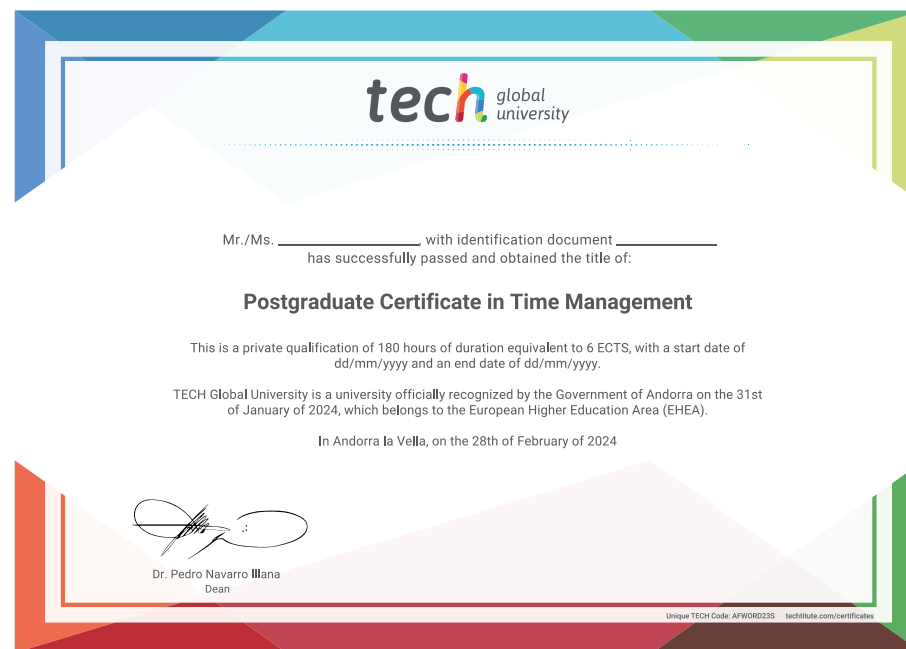 tech global university
Mr./Ms. ____________________, with identification document ______________
has successfully passed and obtained the title of:
Postgraduate Certificate in Time Management
This is a private qualification of 180 hours of duration equivalent to 6 ECTS, with a start date of
dd/mm/yyyy and an end date of dd/mm/yyyy.
TECH Global University is a university officially recognized by the Government of Andorra on the 31st
of January of 2024, which belongs to the European Higher Education Area (EHEA).
In Andorra la Vella, on the 28th of February of 2024
Dr. Pedro Navarro Illana
Dean
Unique TECH Code: AFWORD23S techtitute.com/certificates